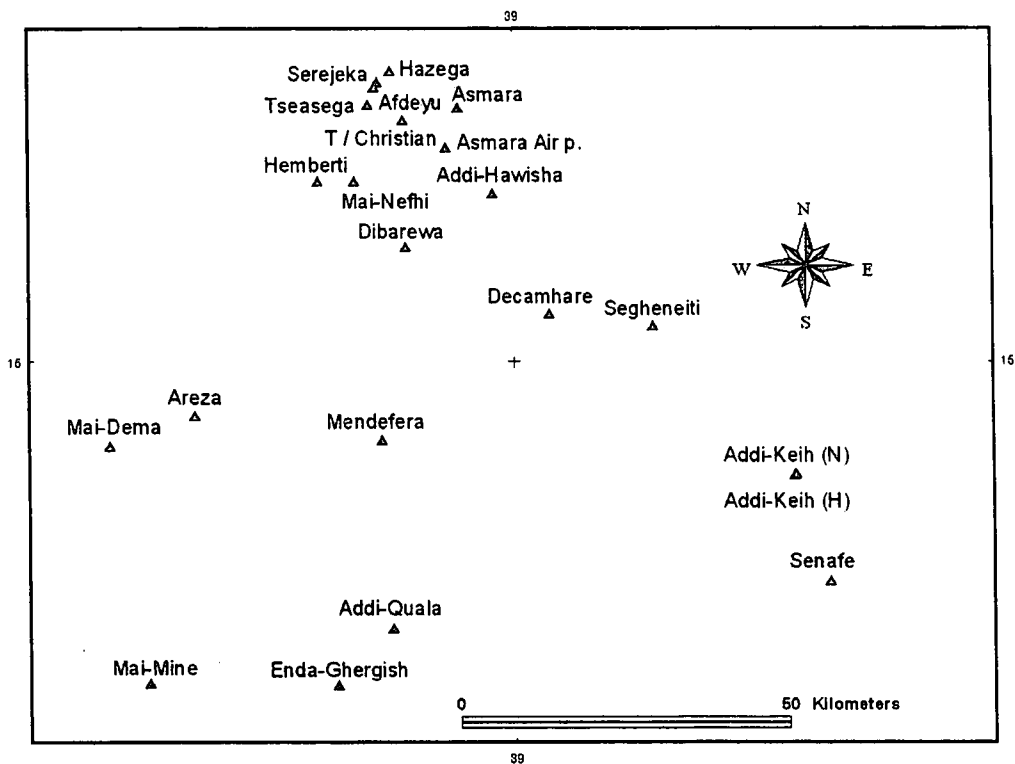 39
Hazega
Serejeka
Tseasega Afdeyu Asmara
T / Christian Asmara Air p.
Hemberti Addi-Hawisha
Mai-Nefhi
Dibarewa
N
W E
S
Decamhare Segheneiti
15 15
Areza
Mai-Dema Mendefera
Addi-Keih (N)
Addi-Keih (H)
Senafe
Addi-Quala
Mai-Mine Enda-Ghergish
0 50 Kilometers
39